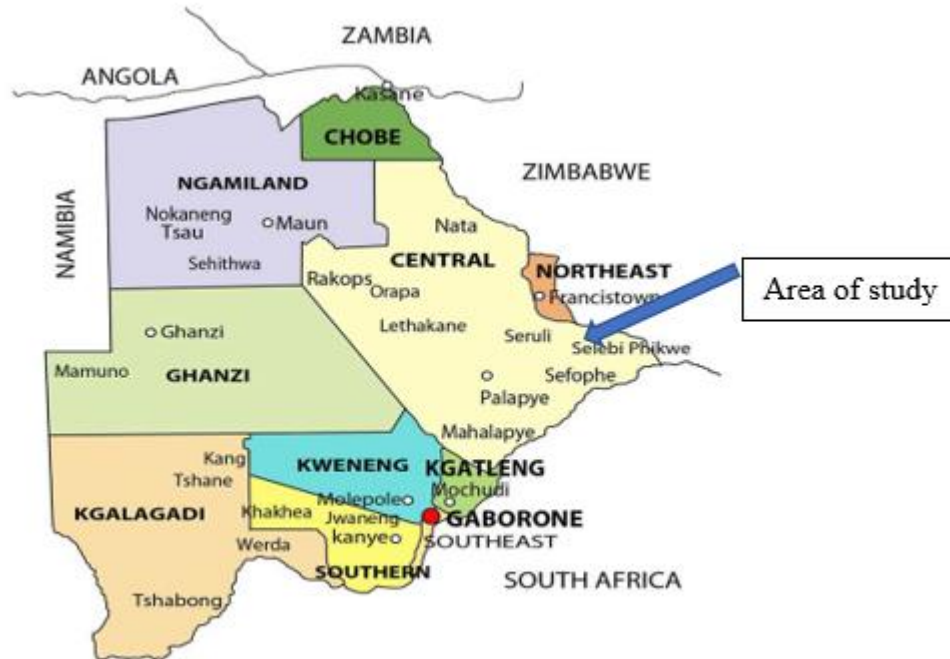 ZAMBIA
ANGOLA
Kasane
CHOBE
ZIMBABWE
NAMIBIA
NGAMILAND
Nokaneng
Tsau
Maun
Sehithwa
Nata
CENTRAL
NORTHEAST
Francistown
Area of study
Rakops
Orapa
Lethakane
Seruli
Selebi Phikwe
Sefophe
Palapye
Mahalapye
Ghanzi
Mamuno
GHANZI
Kang
Tshane
KWENENG
KGATLENG
Mochudi
Molepole
KGALAGADI
Khakhea
Jwaneng
kanye
GABORONE
SOUTHEAST
Werda
SOUTHERN
SOUTH AFRICA
Tshabong